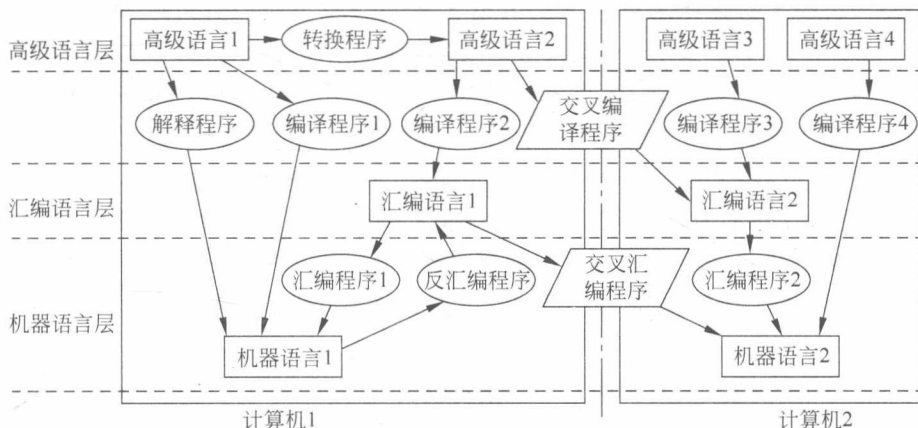 高级语言层
高级语言1
转换程序
高级语言2
高级语言3
高级语言4
解释程序
编译程序1
编译程序2
交叉编
译程序
编译程序3
编译程序4
汇编语言层
汇编语言1
汇编语言2
机器语言层
汇编程序1
反汇编程序
交叉汇
编程序
汇编程序2
机器语言1
机器语言2
计算机1
计算机2